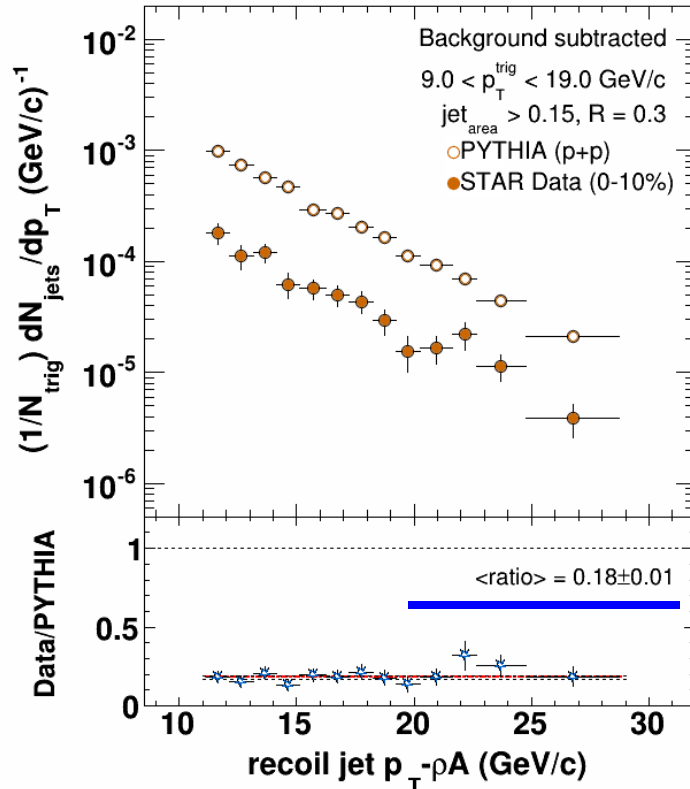 10⁻²
Background subtracted
9.0 < p_T^trig < 19.0 GeV/c
jet_area > 0.15, R = 0.3
PYTHIA (p+p)
STAR Data (0-10%)
10⁻³
10⁻⁴
10⁻⁵
10⁻⁶
(1/N_trig) dN_jets/dp_T (GeV/c)⁻¹
1
<ratio> = 0.18±0.01
0.5
0
Data/PYTHIA
10 15 20 25 30
recoil jet p_T-ρA (GeV/c)